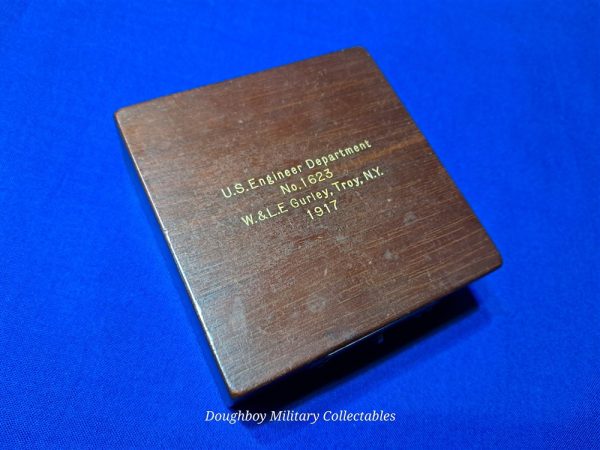 U.S. Engineer Department
No. 1623
W. & L.E. Gurley, Troy, N.Y.
1917
Doughboy Military Collectables